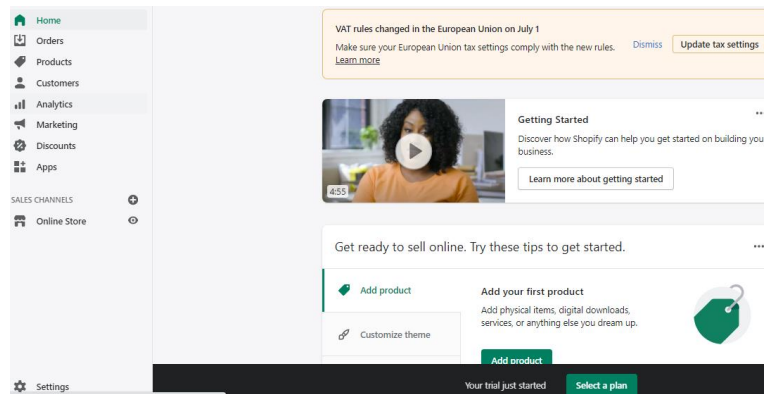 Home
Orders
Products
Customers
Analytics
Marketing
Discounts
Apps
SALES CHANNELS
Online Store
Settings
VAT rules changed in the European Union on July 1
Make sure your European Union tax settings comply with the new rules.
Learn more
Dismiss
Update tax settings
4:55
Getting Started
Discover how Shopify can help you get started on building you
business.
Learn more about getting started
Get ready to sell online. Try these tips to get started.
Add product
Customize theme
Add your first product
Add physical items, digital downloads,
services, or anything else you dream up.
Add product
Your trial just started
Select a plan